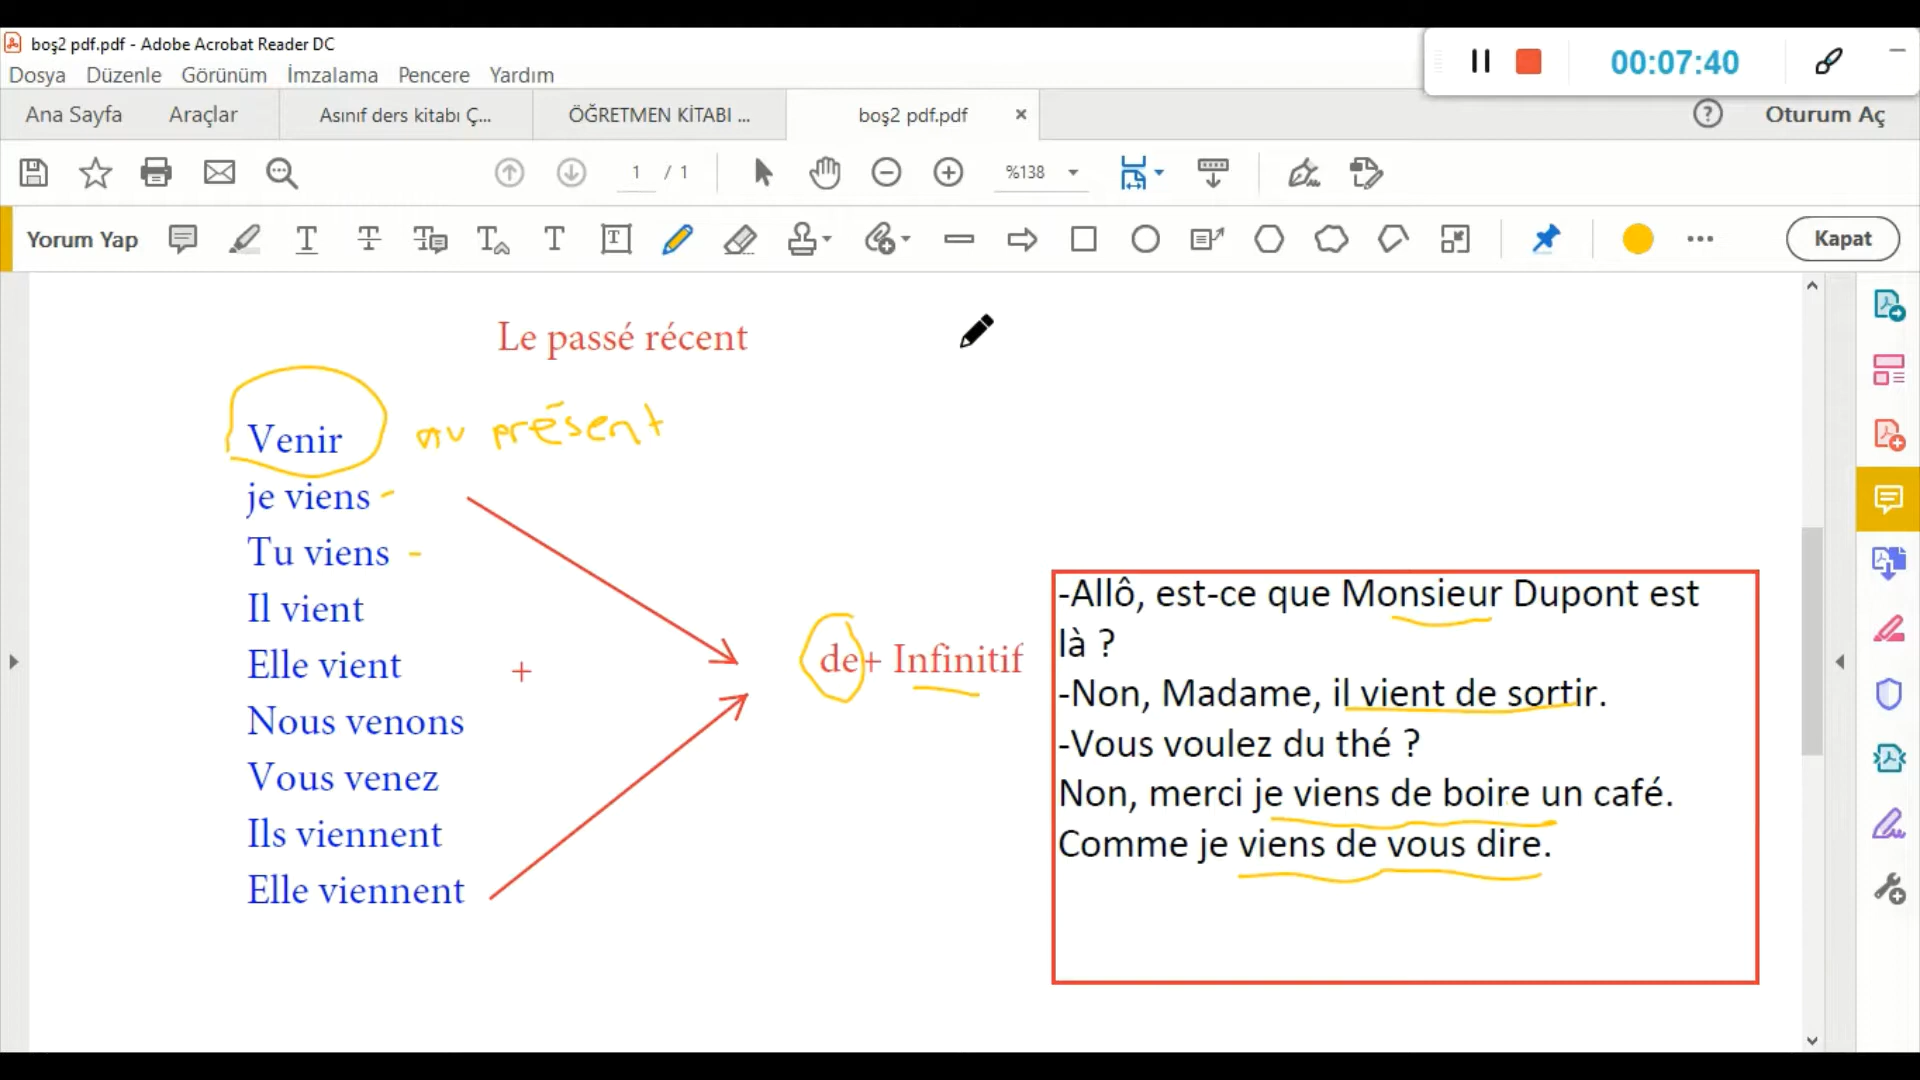 boş2 pdf.pdf - Adobe Acrobat Reader DC
Dosya Düzenle Görünüm İmzalama Pencere Yardım
00:07:40
Ana Sayfa Araçlar Asınıf ders kitabı Ç... ÖĞRETMEN KİTABI ... boş2 pdf.pdf × ? Oturum Aç
1 / 1 %138
Yorum Yap Kapat
Le passé récent
Venir au présent
je viens -
Tu viens -
Il vient
Elle vient
Nous venons
Vous venez
Ils viennent
Elle viennent
+
de+ Infinitif
-Allô, est-ce que Monsieur Dupont est
là ?
-Non, Madame, il vient de sortir.
-Vous voulez du thé ?
Non, merci je viens de boire un café.
Comme je viens de vous dire.